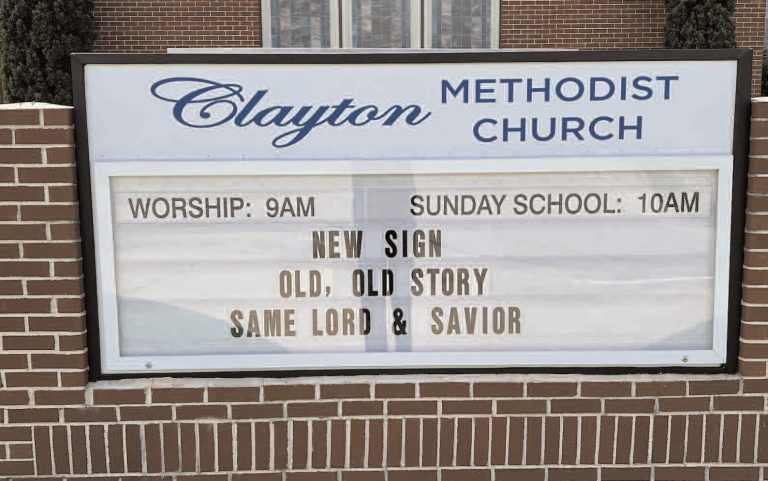 Clayton METHODIST
CHURCH
WORSHIP: 9AM SUNDAY SCHOOL: 10AM
NEW SIGN
OLD, OLD STORY
SAME LORD & SAVIOR